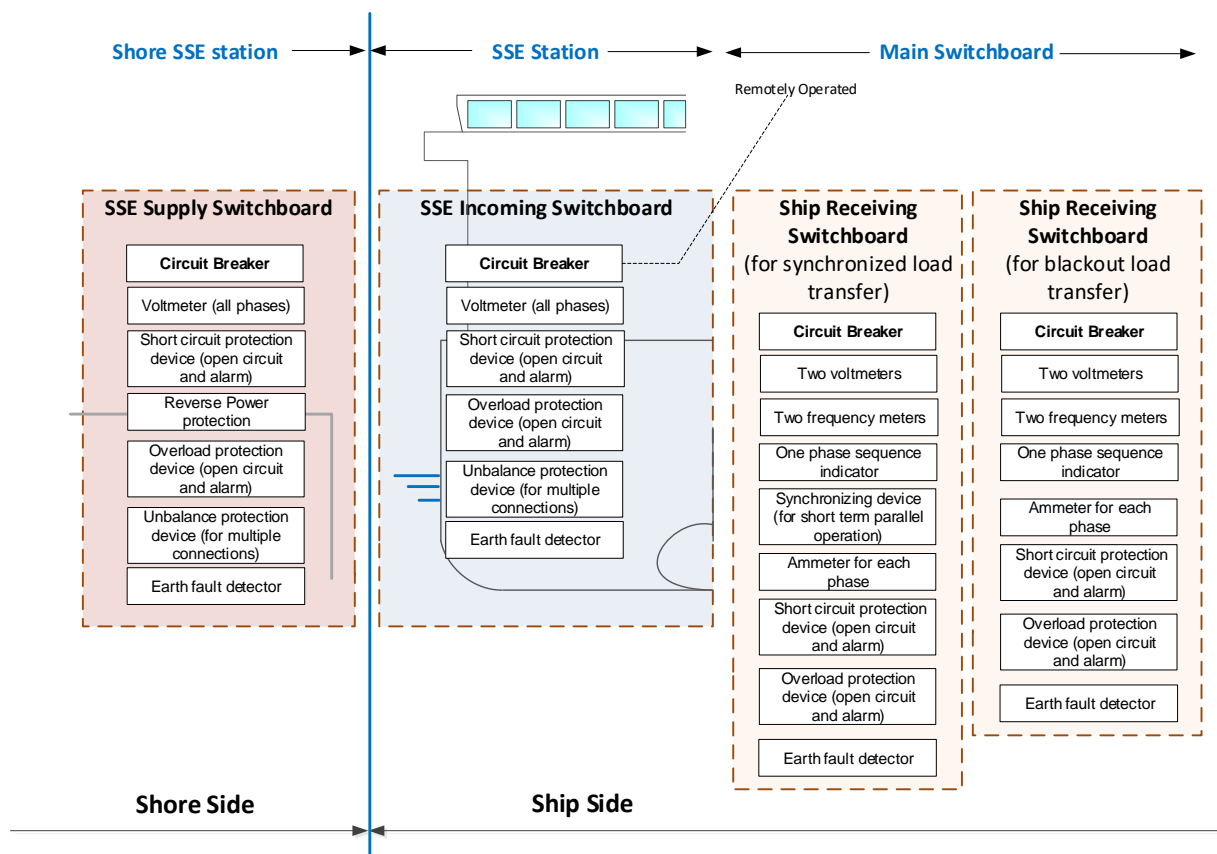 Shore SSE station
SSE Station
Main Switchboard
Remotely Operated
SSE Supply Switchboard
Circuit Breaker
Voltmeter (all phases)
Short circuit protection
device (open circuit
and alarm)
Reverse Power
protection
Overload protection
device (open circuit
and alarm)
Unbalance protection
device (for multiple
connections)
Earth fault detector
SSE Incoming Switchboard
Circuit Breaker
Voltmeter (all phases)
Short circuit protection
device (open circuit
and alarm)
Overload protection
device (open circuit
and alarm)
Unbalance protection
device (for multiple
connections)
Earth fault detector
Ship Receiving
Switchboard
(for synchronized load
transfer)
Circuit Breaker
Two voltmeters
Two frequency meters
One phase sequence
indicator
Synchronizing device
(for short term parallel
operation)
Ammeter for each
phase
Short circuit protection
device (open circuit
and alarm)
Overload protection
device (open circuit
and alarm)
Earth fault detector
Ship Receiving
Switchboard
(for blackout load
transfer)
Circuit Breaker
Two voltmeters
Two frequency meters
One phase sequence
indicator
Ammeter for each
phase
Short circuit protection
device (open circuit
and alarm)
Overload protection
device (open circuit
and alarm)
Earth fault detector
Shore Side
Ship Side